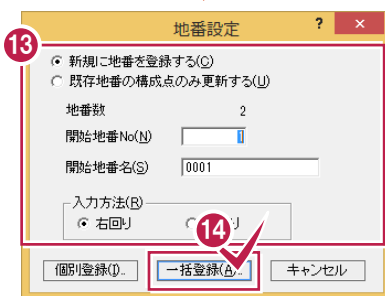 地番設定 ? ×
13
新規に地番を登録する(C)
既存地番の構成点のみ更新する(U)
地番数 2
開始地番No(N) 1
開始地番名(S) 0001
入力方法(R)
右回り
14
個別登録(I).. 一括登録(A).. キャンセル